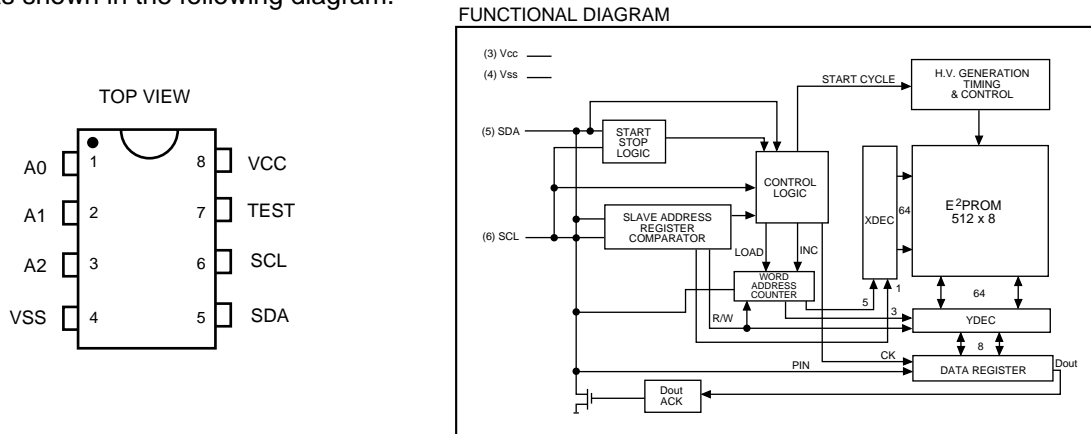 s shown in the following diagram.
TOP VIEW
A0 1 8 VCC
A1 2 7 TEST
A2 3 6 SCL
VSS 4 5 SDA
FUNCTIONAL DIAGRAM
(3) Vcc
(4) Vss
(5) SDA
(6) SCL
START
STOP
LOGIC
SLAVE ADDRESS
REGISTER
COMPARATOR
CONTROL
LOGIC
START CYCLE
H.V. GENERATION
TIMING
& CONTROL
LOAD
INC
WORD
ADDRESS
COUNTER
R/W
XDEC
64
E²PROM
512 x 8
5
1
3
64
YDEC
8
CK
PIN
DATA REGISTER
Dout
Dout
ACK